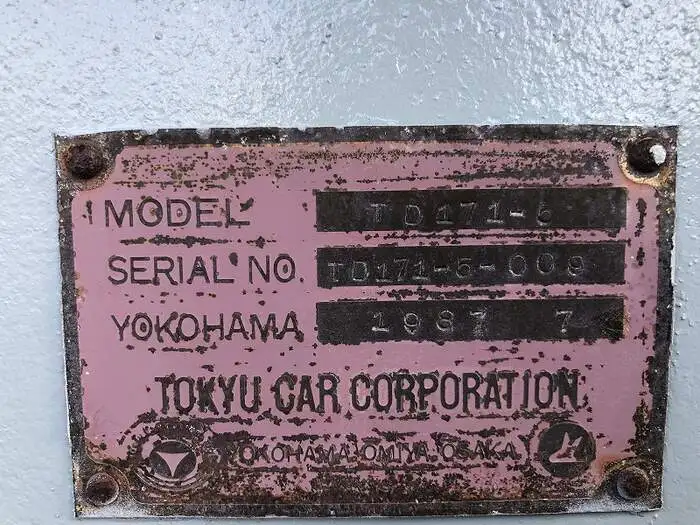 MODEL TD171-6
SERIAL NO. TD171-6-009
YOKOHAMA 1987 7
TOKYU CAR CORPORATION
YOKOHAMA, OMIYA, OSAKA